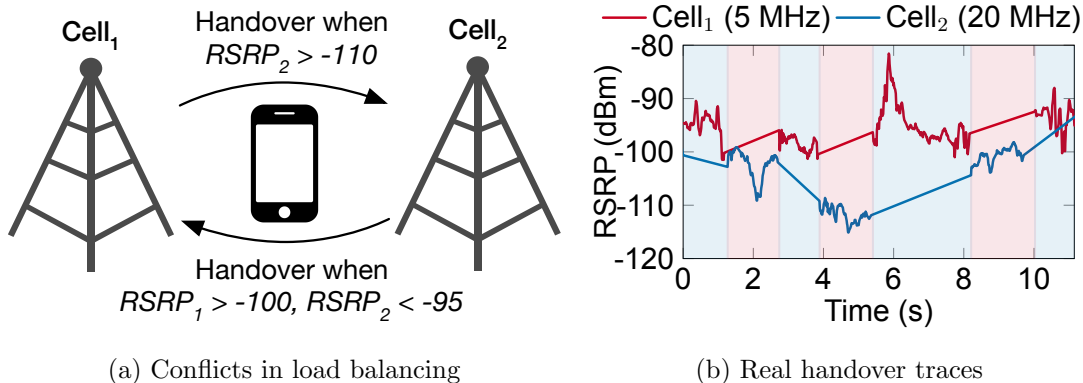 Cell₁
Handover when
RSRP₂ > -110
Cell₂
Handover when
RSRP₁ > -100, RSRP₂ < -95
(a) Conflicts in load balancing
Cell₁ (5 MHz) Cell₂ (20 MHz)
RSRP (dBm)
-80
-90
-100
-110
-120
0 2 4 6 8 10
Time (s)
(b) Real handover traces